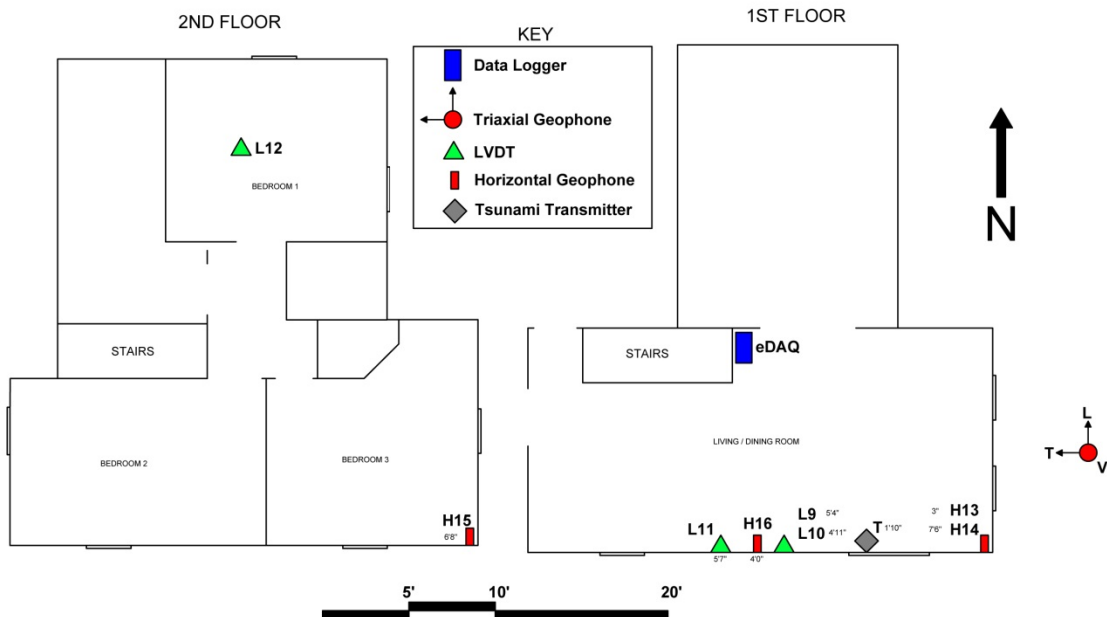 2ND FLOOR
1ST FLOOR
KEY
Data Logger
Triaxial Geophone
LVDT
Horizontal Geophone
Tsunami Transmitter
N
L12
BEDROOM 1
STAIRS
BEDROOM 2
BEDROOM 3
H15
6'8"
STAIRS
eDAQ
LIVING / DINING ROOM
L
T
V
L9 5'4"
L10 4'11"
L11
5'7"
H16
4'0"
T 1'10"
3" H13
7'6" H14
5' 10' 20'